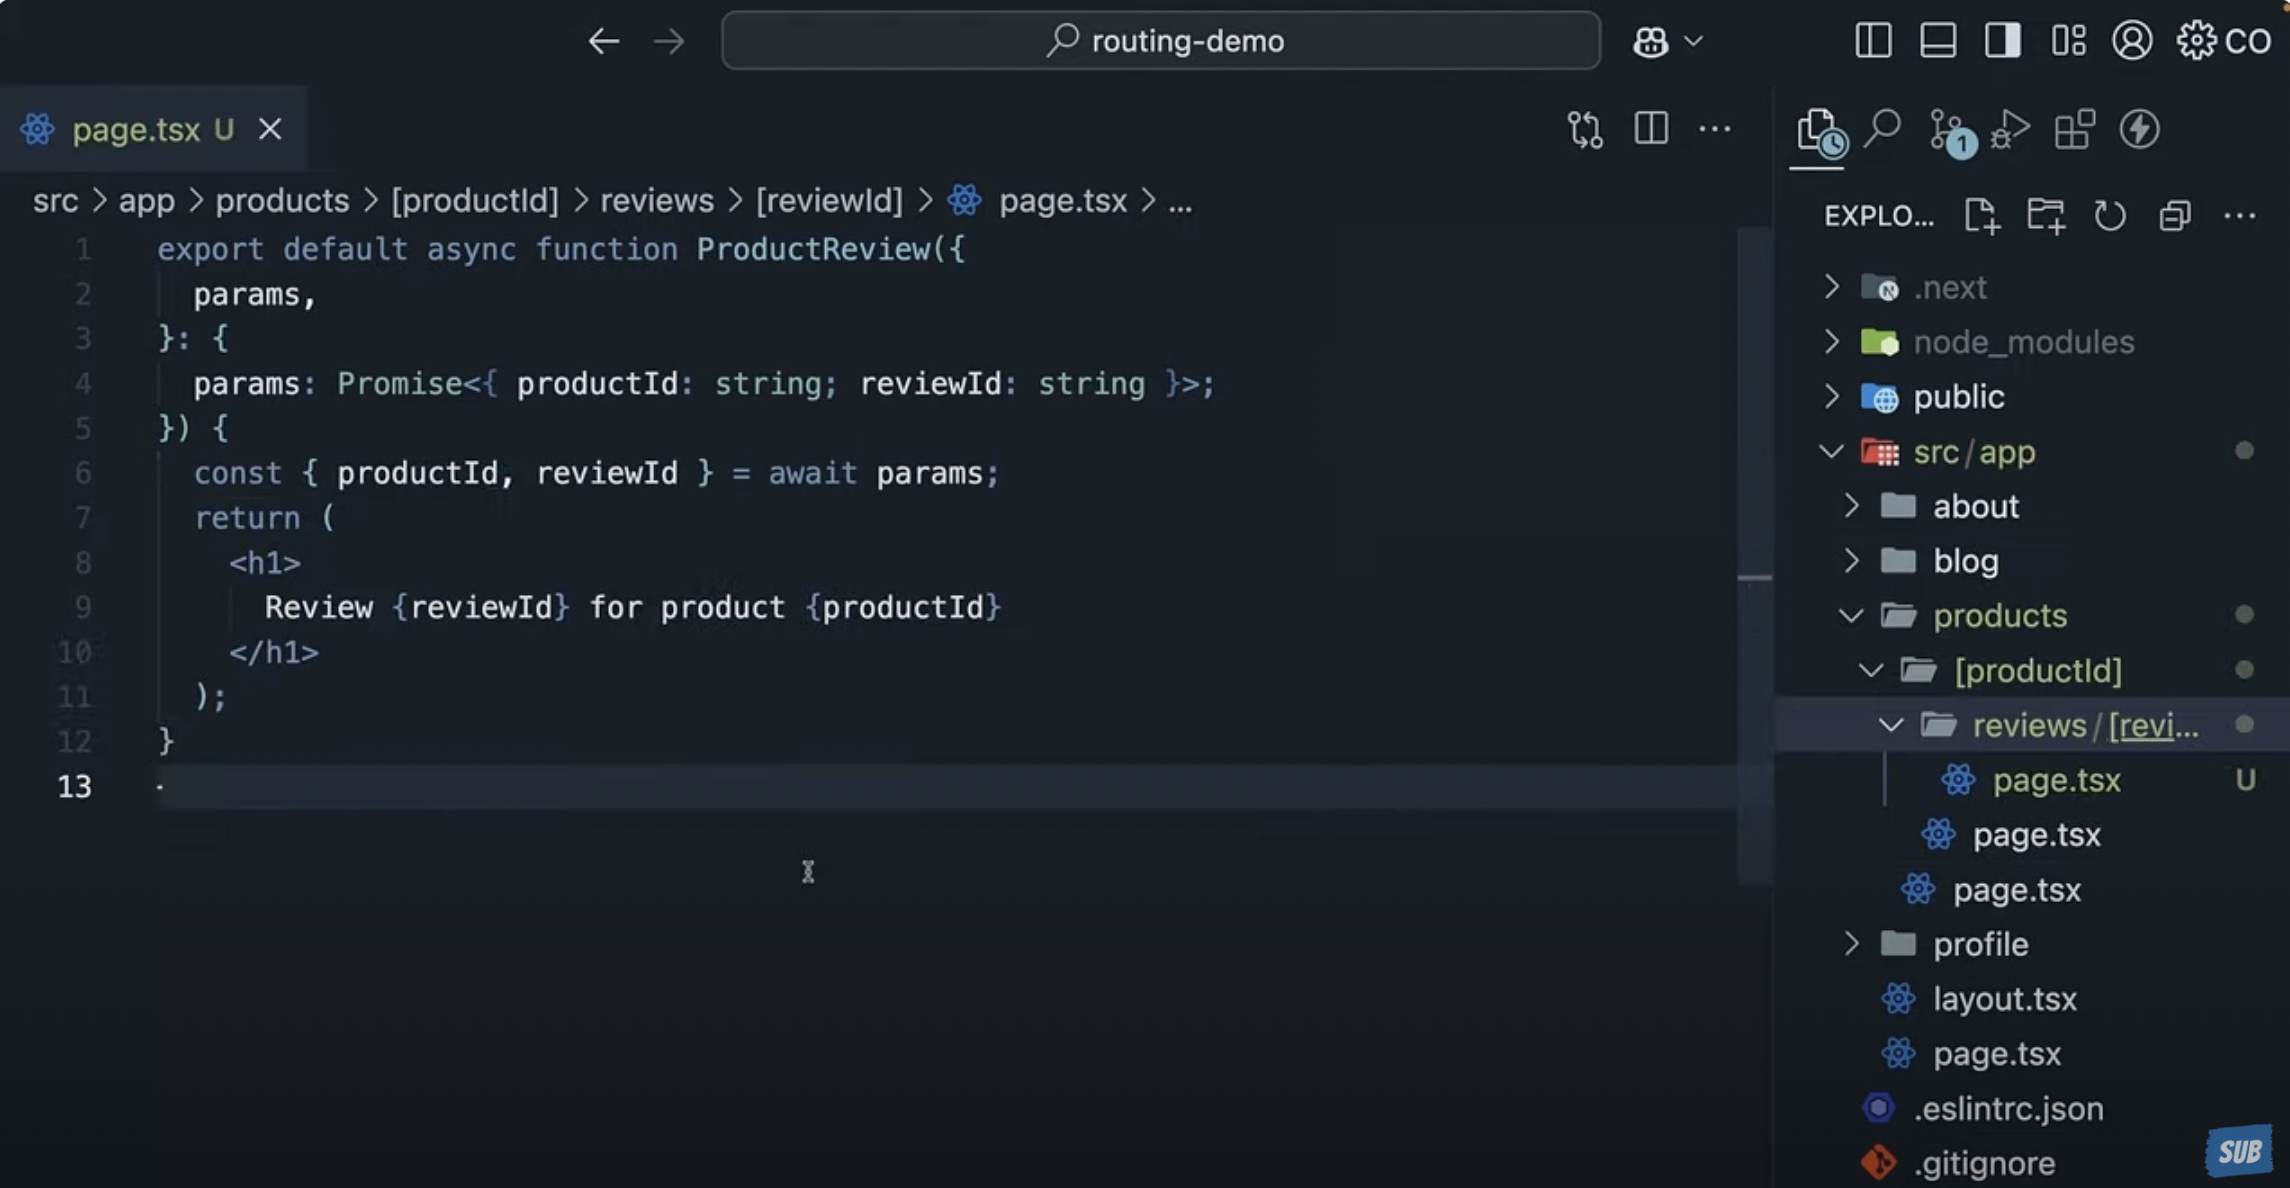 routing-demo
CO
page.tsx U
src > app > products > [productId] > reviews > [reviewId] > page.tsx > ...
1 export default async function ProductReview({
2 params,
3 }: {
4 params: Promise<{ productId: string; reviewId: string }>;
5 }) {
6 const { productId, reviewId } = await params;
7 return (
8 <h1>
9 Review {reviewId} for product {productId}
10 </h1>
11 );
12 }
13
1
EXPLO...
.next
node_modules
public
src/app
about
blog
products
[productId]
reviews/[revi...
page.tsx U
page.tsx
page.tsx
profile
layout.tsx
page.tsx
.eslintrc.json
.gitignore
SUB